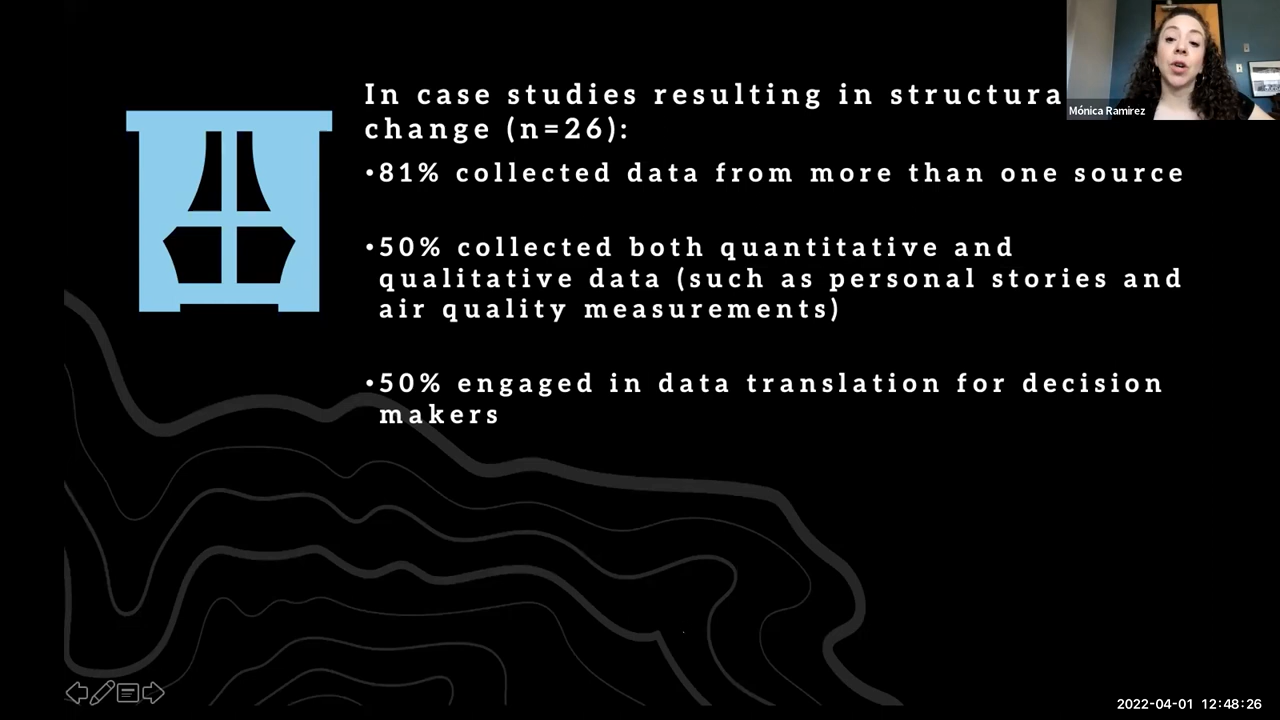 In case studies resulting in structura
change (n=26):
•81% collected data from more than one source
•50% collected both quantitative and
qualitative data (such as personal stories and
air quality measurements)
•50% engaged in data translation for decision
makers
Mónica Ramirez
2022-04-01 12:48:26